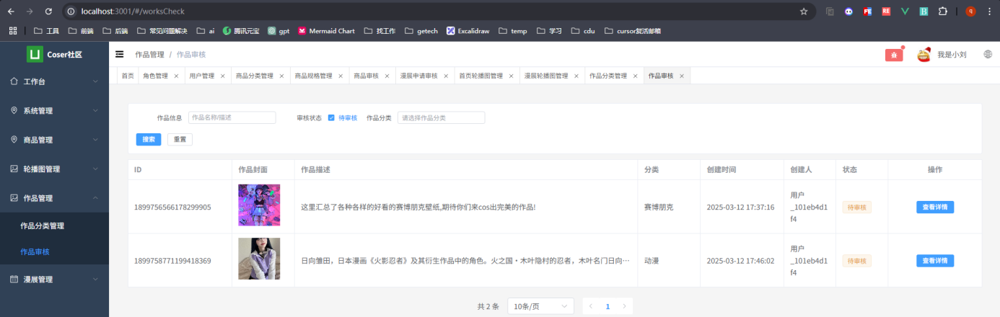 localhost:3001/#/worksCheck
工具 前端 后端 常见问题解决 ai 腾讯元宝 gpt Mermaid Chart 找工作 getech Excalidraw temp 学习 cdu cursor复活邮箱
Coser社区
作品管理 / 作品审核
我是小刘
首页 角色管理 用户管理 商品分类管理 商品规格管理 商品审核 漫展申请审核 首页轮播图管理 漫展轮播图管理 作品分类管理 作品审核
工作台
系统管理
商品管理
轮播图管理
作品管理
作品分类管理
作品审核
漫展管理
作品信息 作品名称/描述 审核状态 待审核 作品分类 请选择作品分类
搜索 重置
ID 作品封面 作品描述 分类 创建时间 创建人 状态 操作
1899756566178299905 这里汇总了各种各样的好看的赛博朋克壁纸,期待你们来cos出完美的作品! 赛博朋克 2025-03-12 17:37:16 用户_101eb4d1f4 待审核 查看详情
1899758771199418369 日向雏田，日本漫画《火影忍者》及其衍生作品中的角色。火之国・木叶隐村的忍者，木叶名门日向… 动漫 2025-03-12 17:46:02 用户_101eb4d1f4 待审核 查看详情
共 2 条 10条/页 1